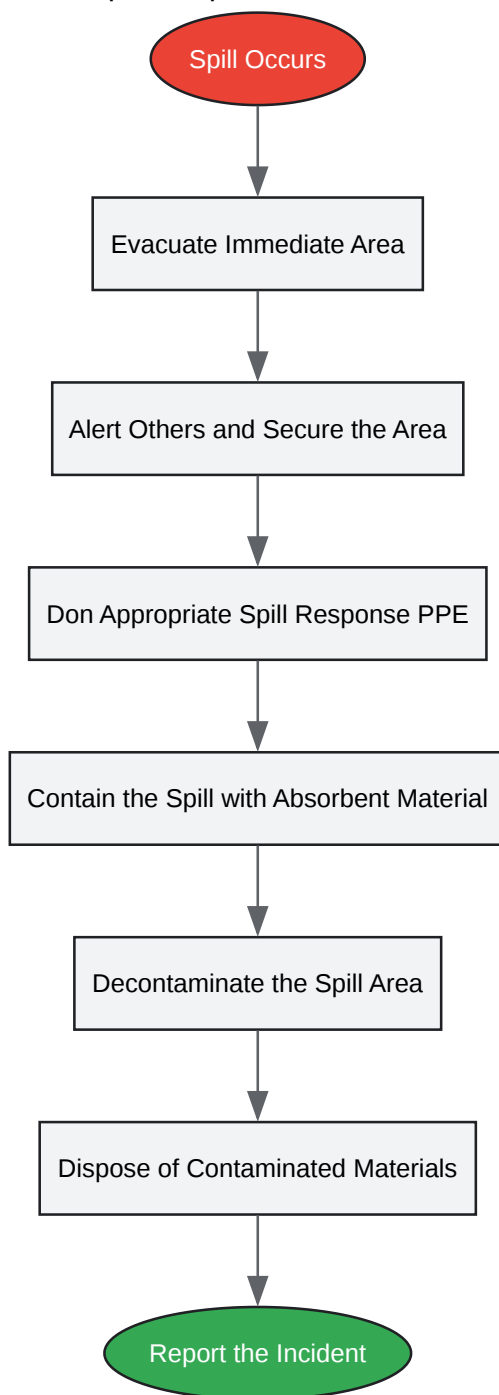 Spill Occurs
Evacuate Immediate Area
Alert Others and Secure the Area
Don Appropriate Spill Response PPE
Contain the Spill with Absorbent Material
Decontaminate the Spill Area
Dispose of Contaminated Materials
Report the Incident